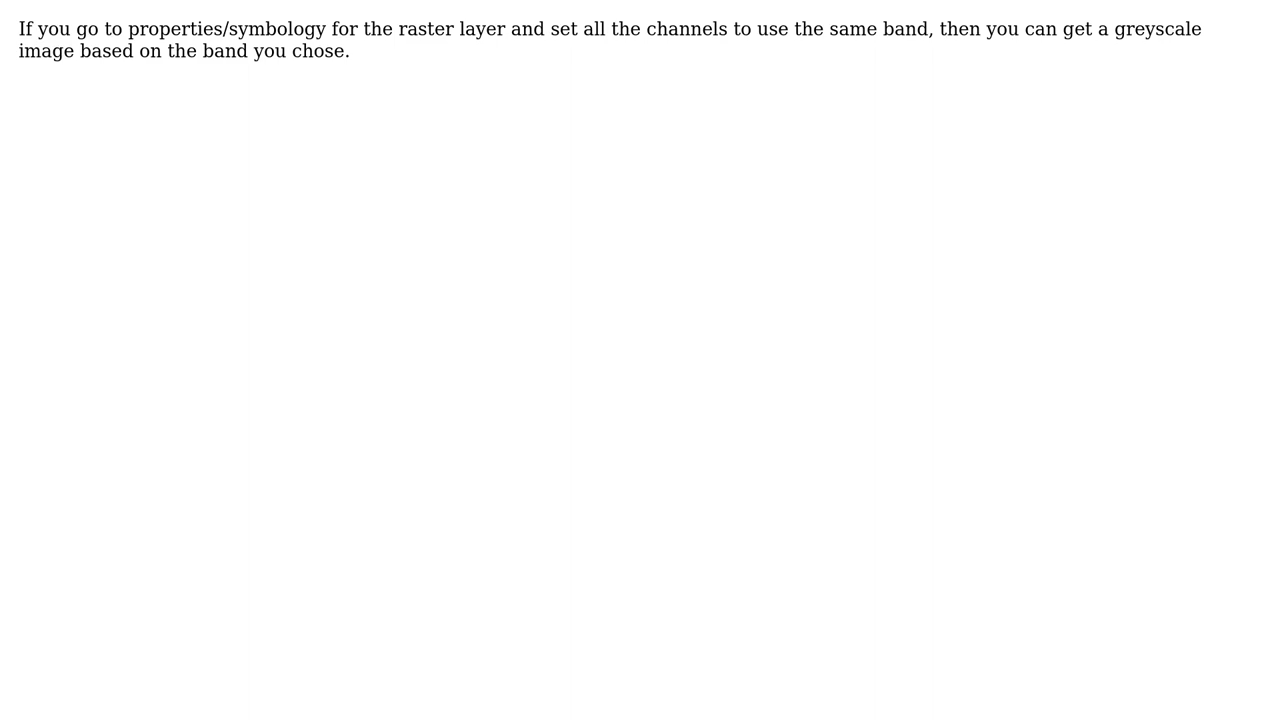 If you go to properties/symbology for the raster layer and set all the channels to use the same band, then you can get a greyscale
image based on the band you chose.